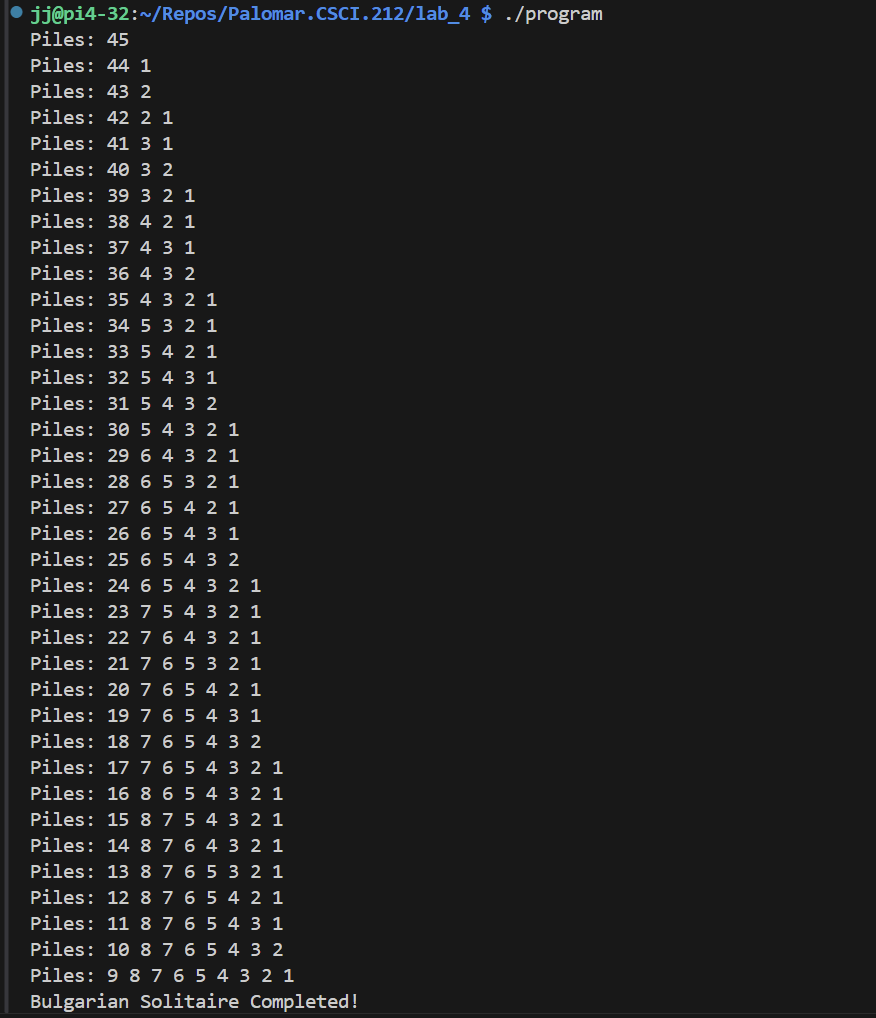 jj@pi4-32:~/Repos/Palomar.CSCI.212/lab_4 $ ./program
Piles: 45
Piles: 44 1
Piles: 43 2
Piles: 42 2 1
Piles: 41 3 1
Piles: 40 3 2
Piles: 39 3 2 1
Piles: 38 4 2 1
Piles: 37 4 3 1
Piles: 36 4 3 2
Piles: 35 4 3 2 1
Piles: 34 5 3 2 1
Piles: 33 5 4 2 1
Piles: 32 5 4 3 1
Piles: 31 5 4 3 2
Piles: 30 5 4 3 2 1
Piles: 29 6 4 3 2 1
Piles: 28 6 5 3 2 1
Piles: 27 6 5 4 2 1
Piles: 26 6 5 4 3 1
Piles: 25 6 5 4 3 2
Piles: 24 6 5 4 3 2 1
Piles: 23 7 5 4 3 2 1
Piles: 22 7 6 4 3 2 1
Piles: 21 7 6 5 3 2 1
Piles: 20 7 6 5 4 2 1
Piles: 19 7 6 5 4 3 1
Piles: 18 7 6 5 4 3 2
Piles: 17 7 6 5 4 3 2 1
Piles: 16 8 6 5 4 3 2 1
Piles: 15 8 7 5 4 3 2 1
Piles: 14 8 7 6 4 3 2 1
Piles: 13 8 7 6 5 3 2 1
Piles: 12 8 7 6 5 4 2 1
Piles: 11 8 7 6 5 4 3 1
Piles: 10 8 7 6 5 4 3 2
Piles: 9 8 7 6 5 4 3 2 1
Bulgarian Solitaire Completed!